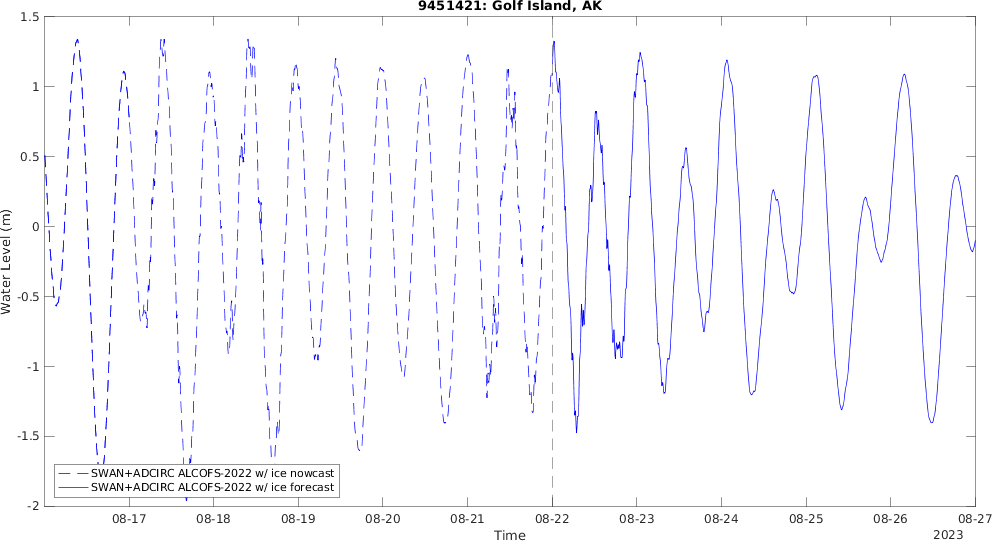 9451421: Golf Island, AK
1.5
1
0.5
0
-0.5
-1
-1.5
-2
Water Level (m)
SWAN+ADCIRC ALCOFS-2022 w/ ice nowcast
SWAN+ADCIRC ALCOFS-2022 w/ ice forecast
08-17 08-18 08-19 08-20 08-21 08-22 08-23 08-24 08-25 08-26 08-27
Time
2023